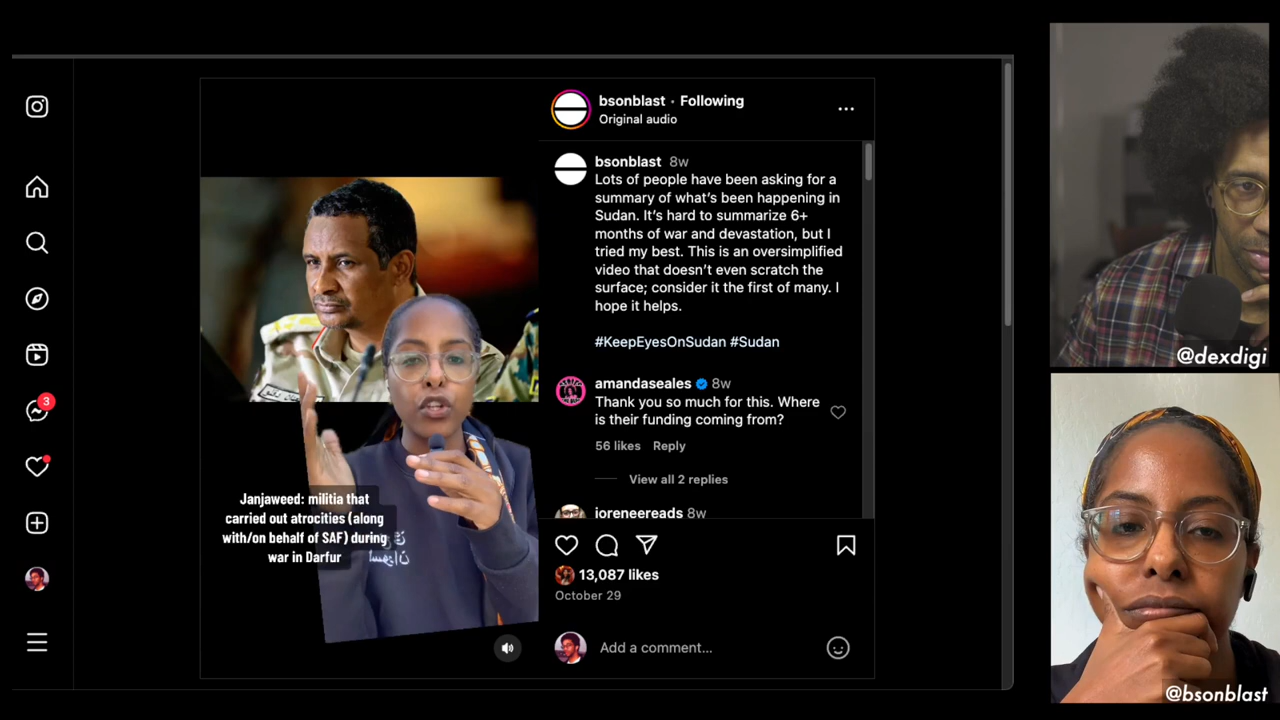 3
Janjaweed: militia that
carried out atrocities (along
with/on behalf of SAF) during
war in Darfur
السودان
bsonblast • Following
Original audio
bsonblast 8w
Lots of people have been asking for a
summary of what's been happening in
Sudan. It's hard to summarize 6+
months of war and devastation, but I
tried my best. This is an oversimplified
video that doesn't even scratch the
surface; consider it the first of many. I
hope it helps.
#KeepEyesOnSudan #Sudan
amandaseales 8w
Thank you so much for this. Where
is their funding coming from?
56 likes Reply
View all 2 replies
ioreneereads 8w
13,087 likes
October 29
Add a comment...
@dexdigi
@bsonblast